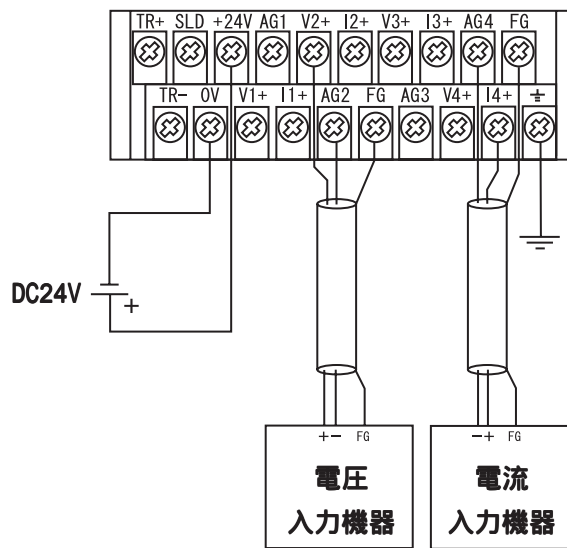 TR+ SLD +24V AG1 V2+ I2+ V3+ I3+ AG4 FG
TR- 0V V1+ I1+ AG2 FG AG3 V4+ I4+ ⏚
DC24V
+
+- FG
電圧
入力機器
-+ FG
電流
入力機器